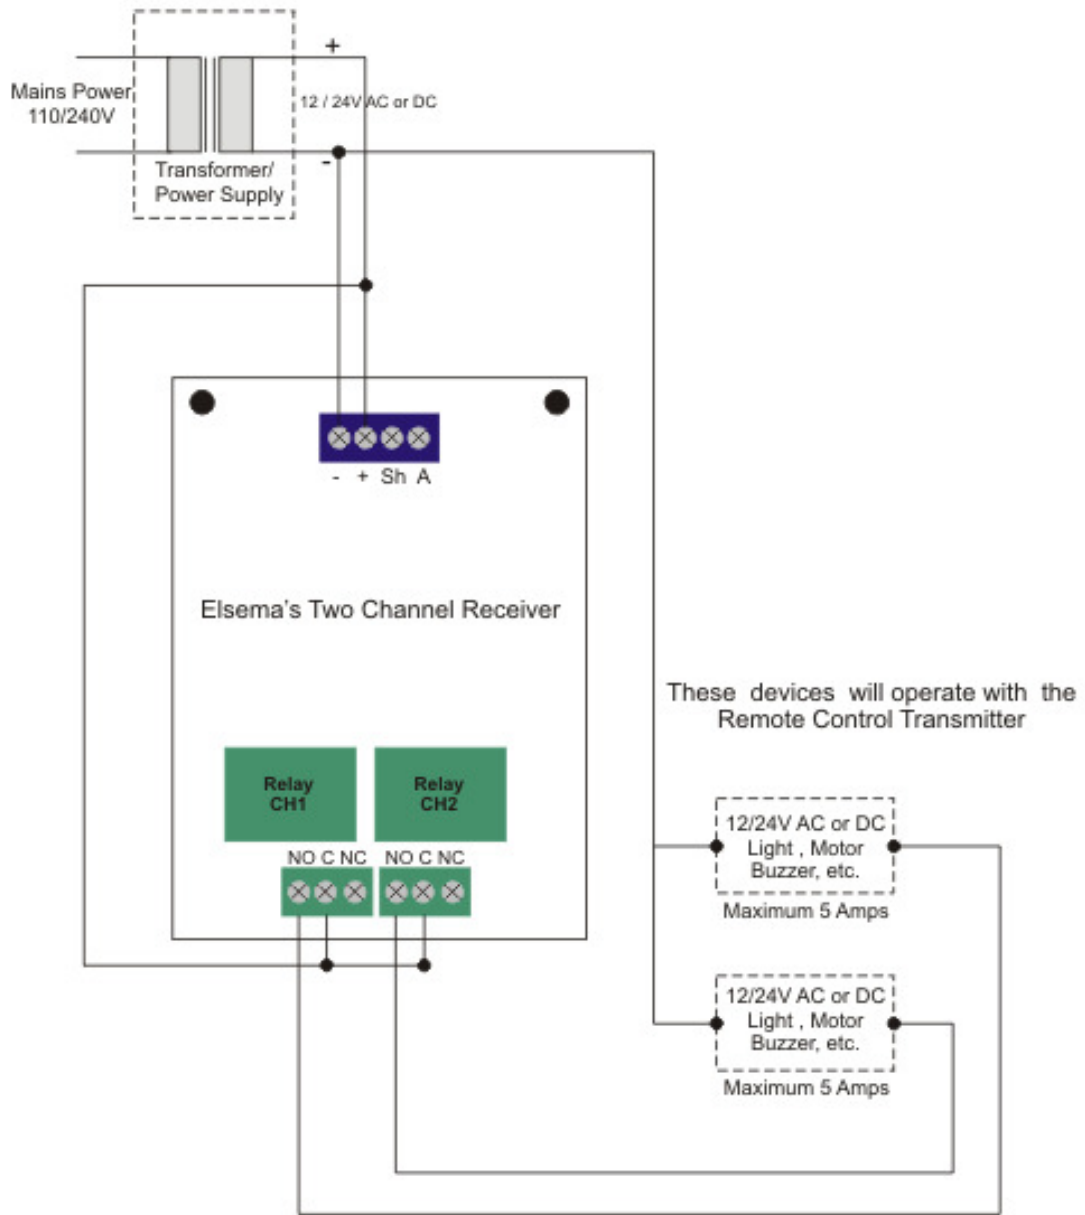 +
Mains Power
110/240V
12 / 24V AC or DC
-
Transformer/
Power Supply
- + Sh A
Elsema's Two Channel Receiver
These devices will operate with the
Remote Control Transmitter
Relay
CH1
Relay
CH2
NO C NC
NO C NC
12/24V AC or DC
Light , Motor
Buzzer, etc.
Maximum 5 Amps
12/24V AC or DC
Light , Motor
Buzzer, etc.
Maximum 5 Amps